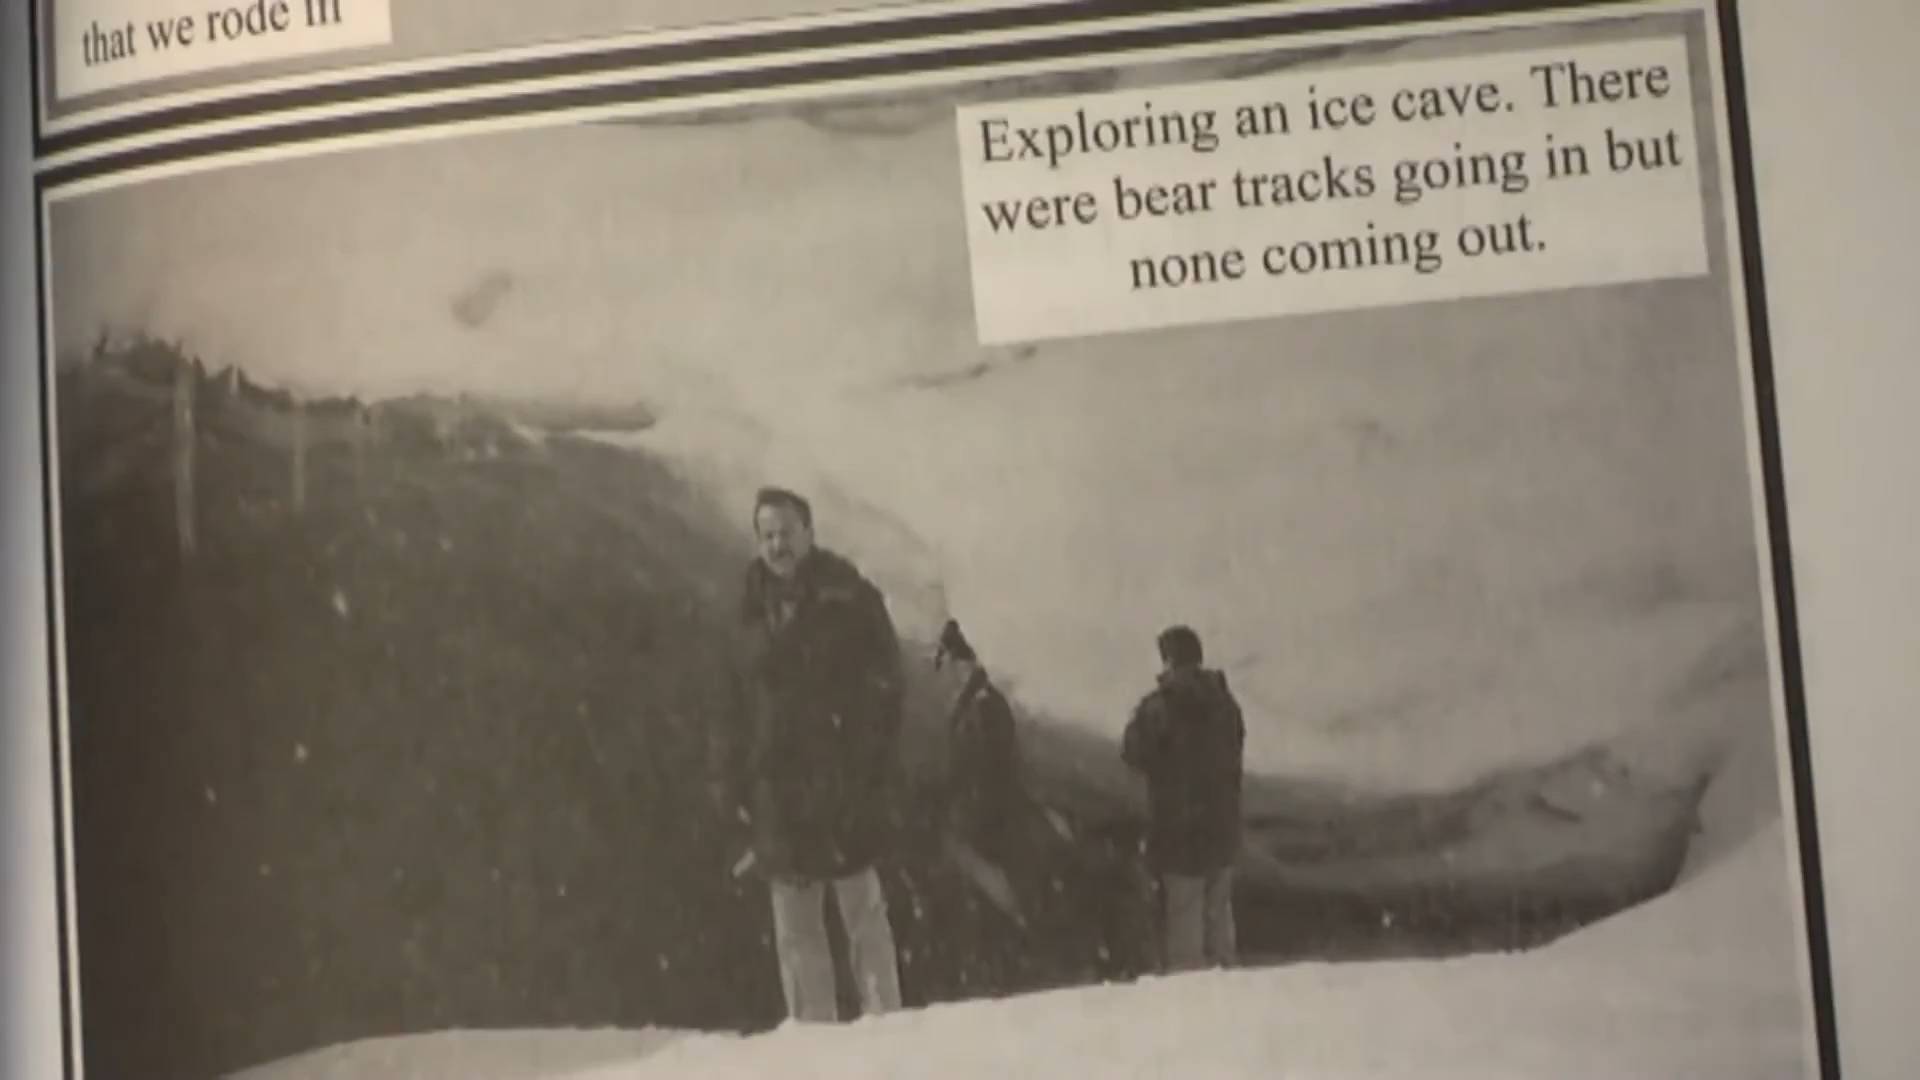 that we rode in
Exploring an ice cave. There
were bear tracks going in but
none coming out.